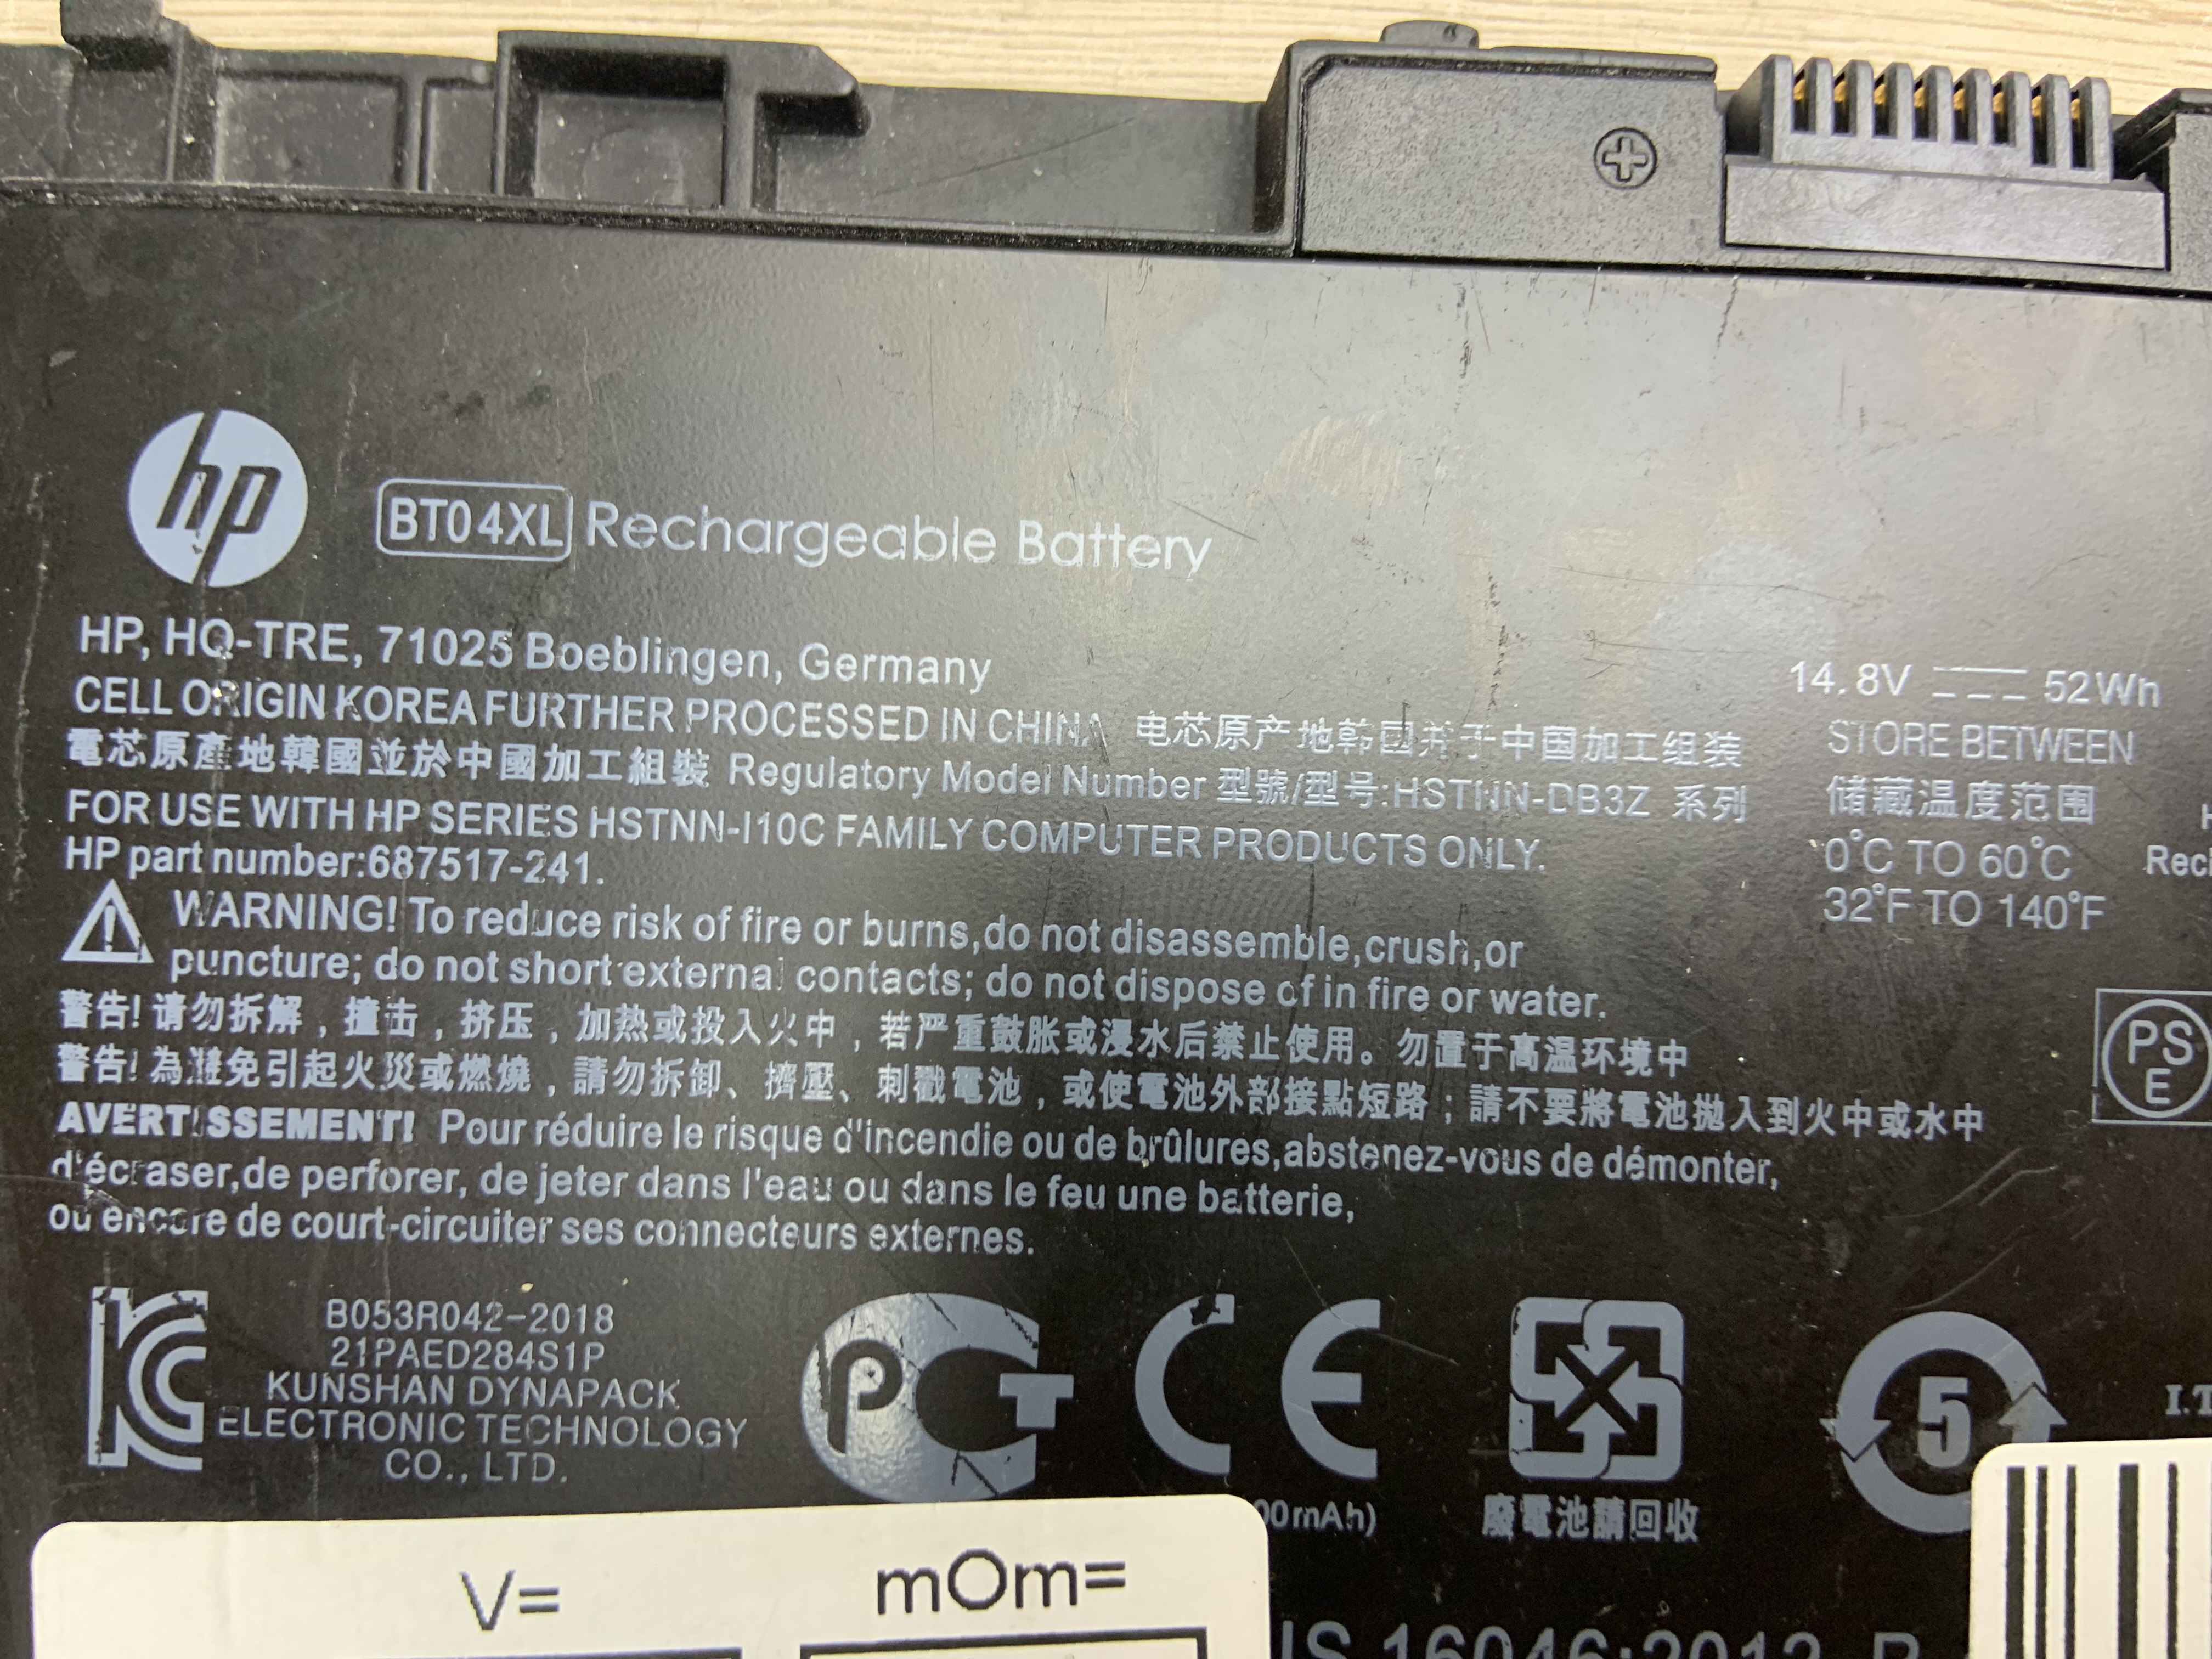 hp
BT04XL Rechargeable Battery
HP, HQ-TRE, 71025 Boeblingen, Germany
CELL ORIGIN KOREA FURTHER PROCESSED IN CHINA 电芯原产地韩国并于中国加工组装
電芯原產地韓國並於中國加工組裝 Regulatory Model Number 型號/型号:HSTNN-DB3Z 系列
FOR USE WITH HP SERIES HSTNN-I10C FAMILY COMPUTER PRODUCTS ONLY.
HP part number:687517-241.
WARNING! To reduce risk of fire or burns,do not disassemble,crush,or
puncture; do not short external contacts; do not dispose of in fire or water.
警告! 请勿拆解，撞击，挤压，加热或投入火中，若严重鼓胀或浸水后禁止使用。勿置于高温环境中
警告! 為避免引起火災或燃燒，請勿拆卸、擠壓、刺戳電池，或使電池外部接點短路；請不要將電池拋入到火中或水中
AVERTISSEMENT! Pour réduire le risque d'incendie ou de brûlures,abstenez-vous de démonter,
d'écraser,de perforer, de jeter dans l'eau ou dans le feu une batterie,
ou encore de court-circuiter ses connecteurs externes.
14.8V 52Wh
STORE BETWEEN
储藏温度范围
0°C TO 60°C
32°F TO 140°F
PS
E
B053R042-2018
21PAED284S1P
KUNSHAN DYNAPACK
ELECTRONIC TECHNOLOGY
CO., LTD.
CE
廢電池請回收
5
00mAh)
V=
mOm=
IS 16046:2012